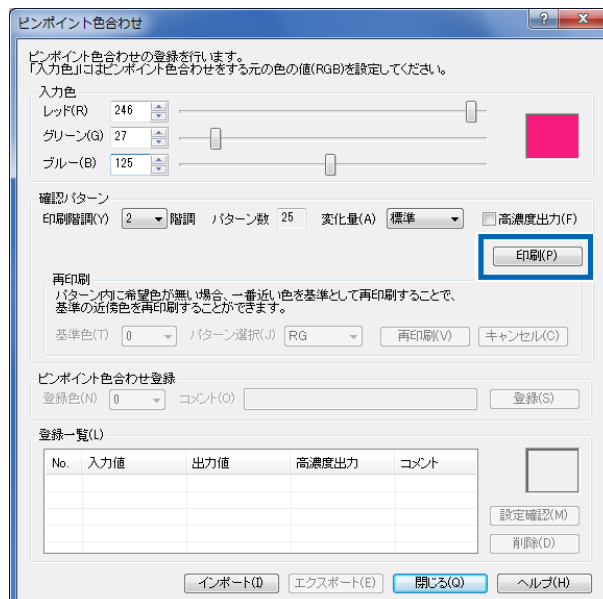 ピンポイント色合わせ
ピンポイント色合わせの登録を行います。
「入力色」にはピンポイント色合わせをする元の色の値(RGB)を設定してください。
入力色
レッド(R) 246
グリーン(G) 27
ブルー(B) 125
確認パターン
印刷階調(Y) 2 階調 パターン数 25 変化量(A) 標準 高濃度出力(F)
印刷(P)
再印刷
パターン内に希望色が無い場合、一番近い色を基準として再印刷することで、
基準の近傍色を再印刷することができます。
基準色(T) 0 パターン選択(J) RG 再印刷(V) キャンセル(C)
ピンポイント色合わせ登録
登録色(N) 0 コメント(O) 登録(S)
登録一覧(L)
No. 入力値 出力値 高濃度出力 コメント
設定確認(M)
削除(D)
インポート(I) エクスポート(E) 閉じる(Q) ヘルプ(H)